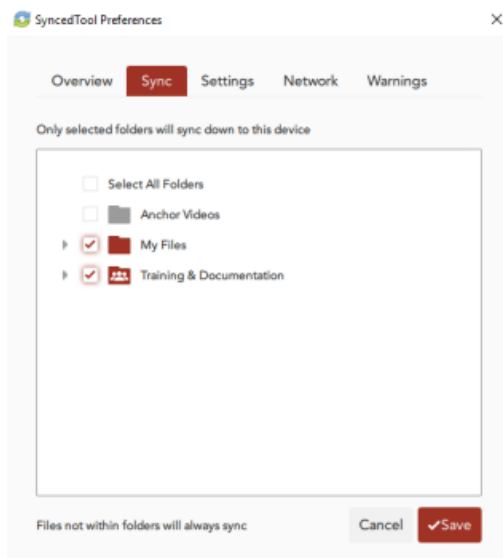 SyncedTool Preferences
Overview Sync Settings Network Warnings
Only selected folders will sync down to this device
Select All Folders
Anchor Videos
My Files
Training & Documentation
Files not within folders will always sync
Cancel Save